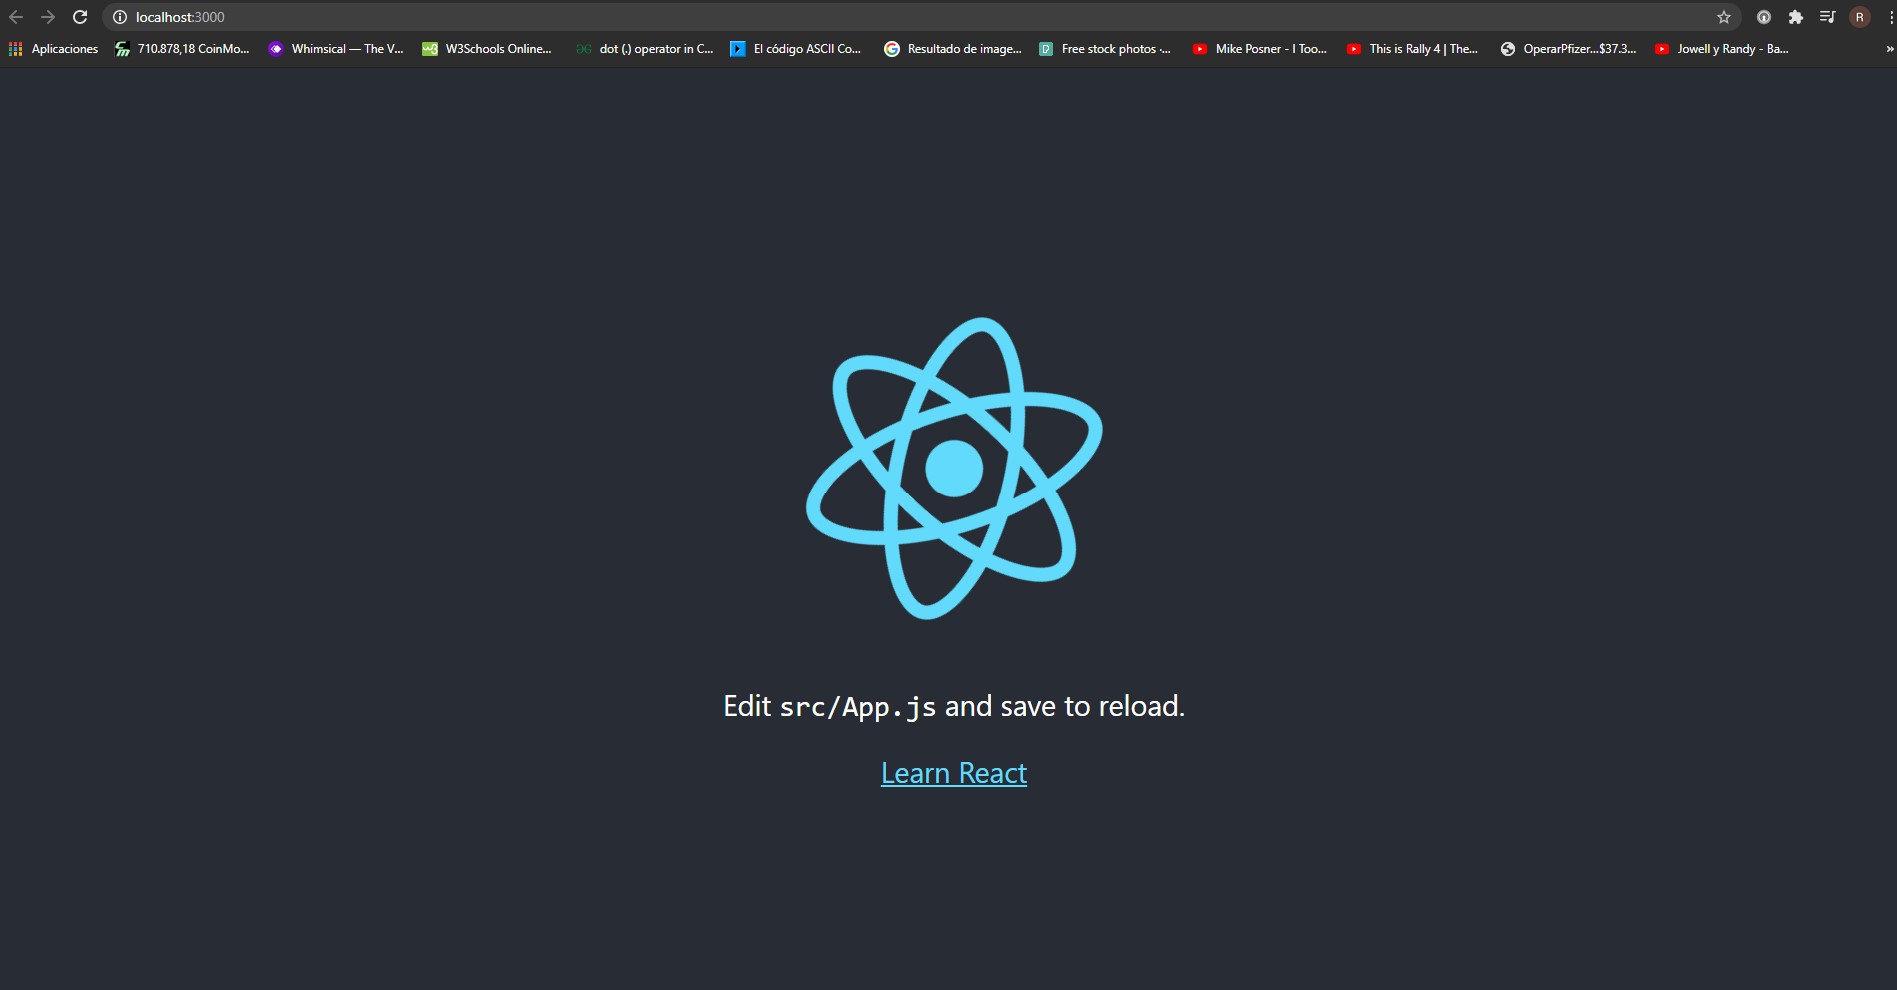 localhost:3000
R
Aplicaciones 710.878,18 CoinMo... Whimsical — The V... W3Schools Online... dot (.) operator in C... El código ASCII Co... Resultado de image... Free stock photos ·... Mike Posner - I Too... This is Rally 4 | The... OperarPfizer...$37.3... Jowell y Randy - Ba... »
Edit src/App.js and save to reload.
Learn React